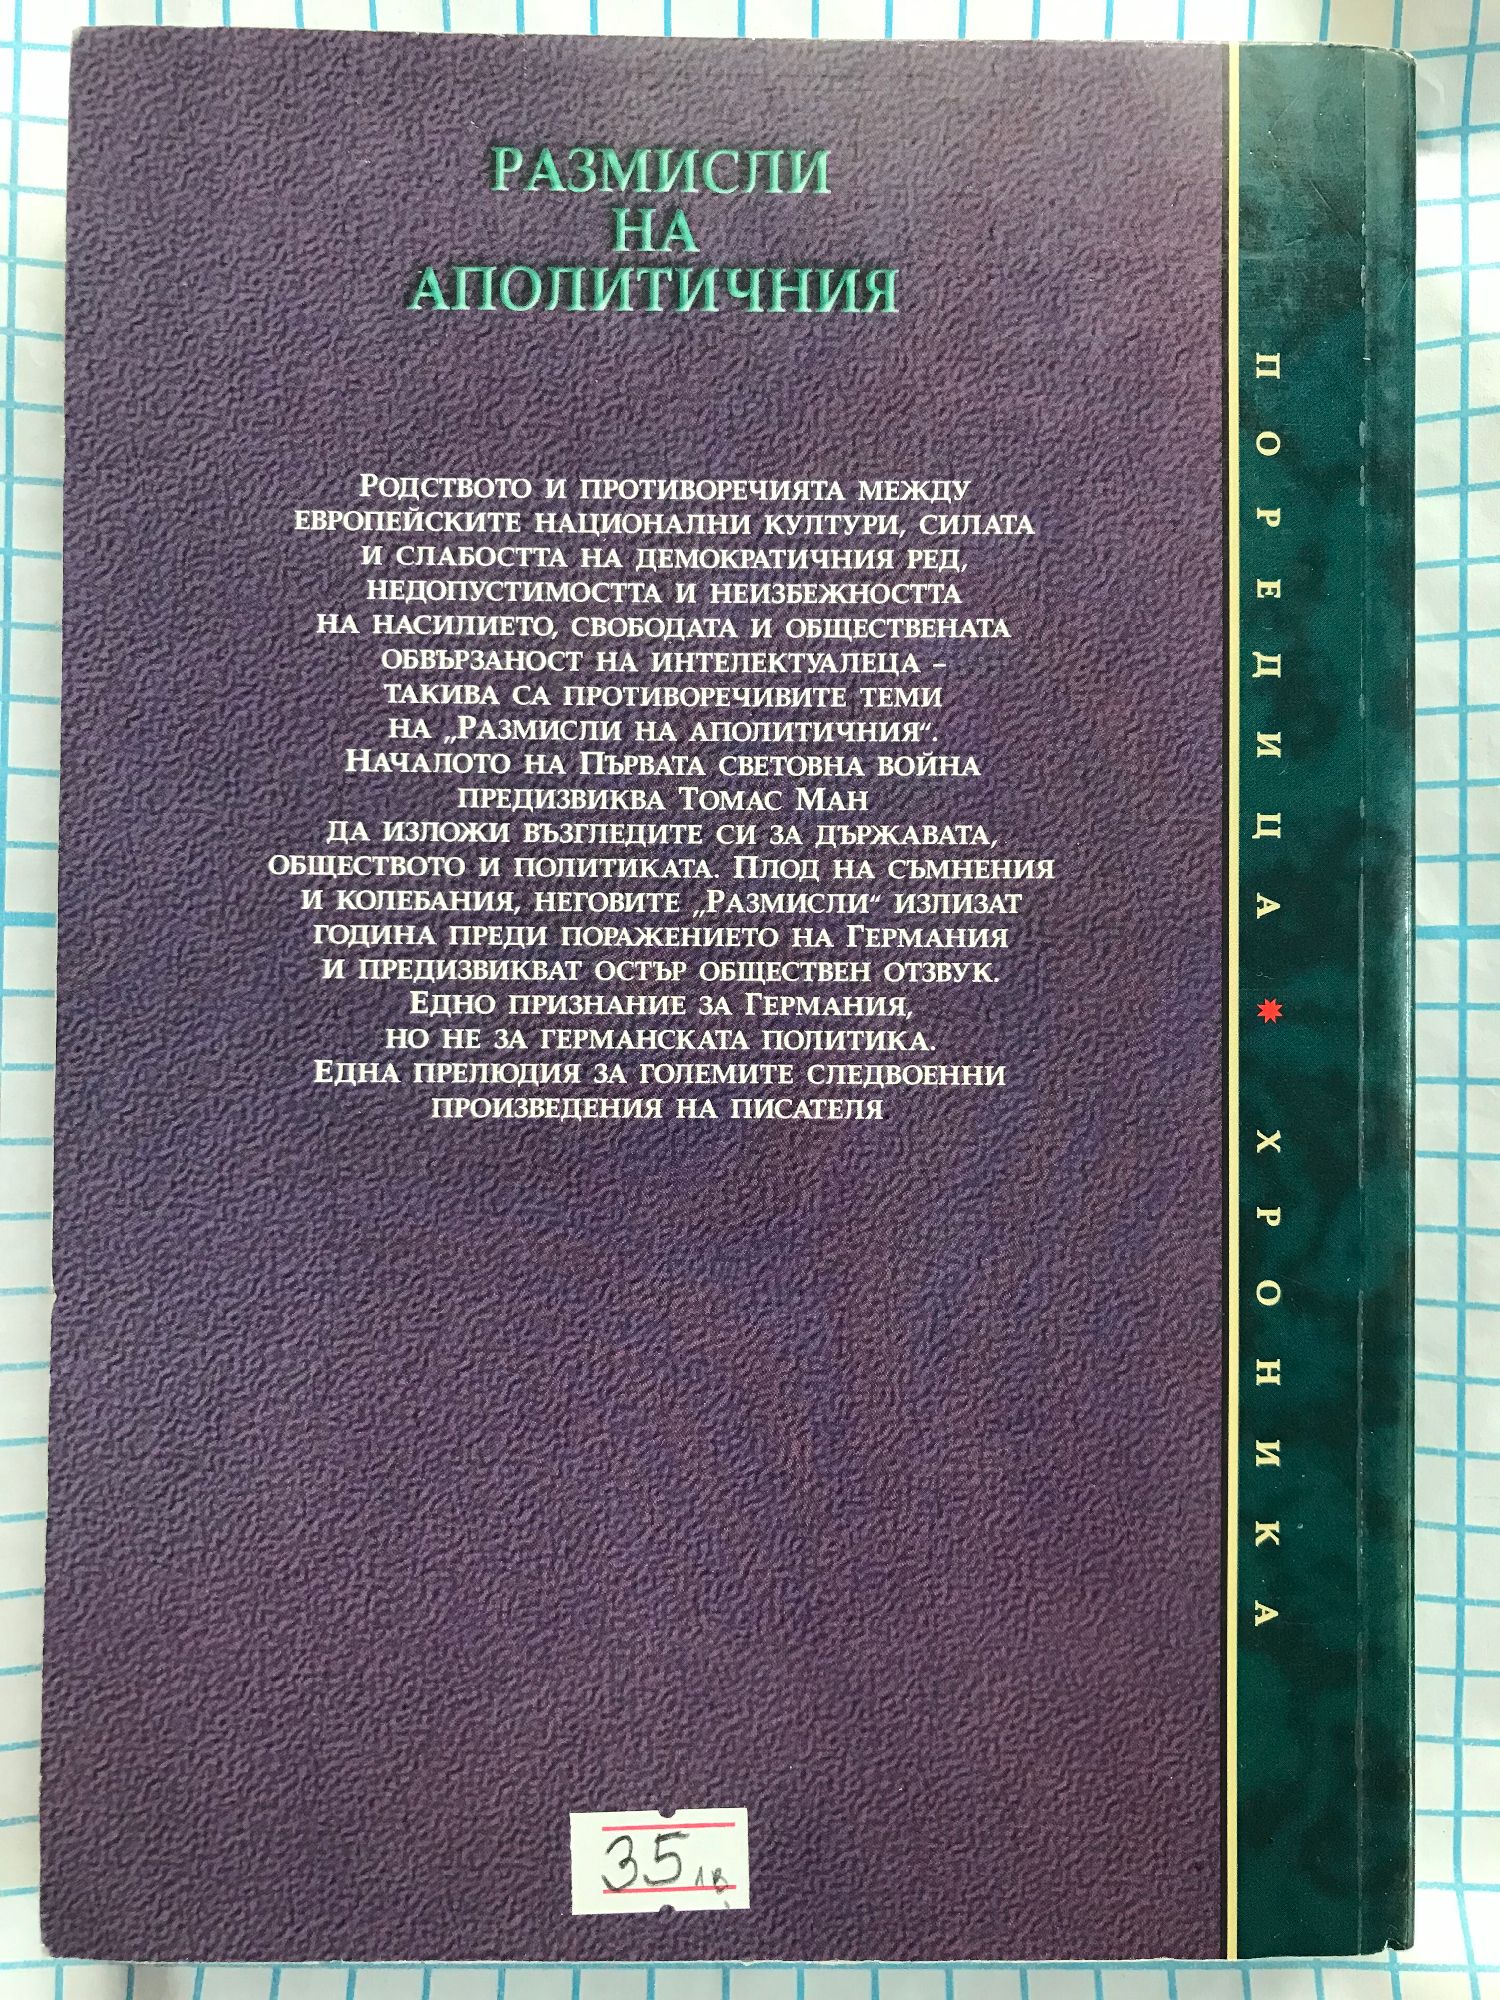 РАЗМИСЛИ
НА
АПОЛИТИЧНИЯ
Родството и противоречията между
европейските национални култури, силата
и слабостта на демократичния ред,
недопустимостта и неизбежността
на насилието, свободата и обществената
обвързаност на интелектуалеца –
такива са противоречивите теми
на „Размисли на аполитичния“.
Началото на Първата световна война
предизвиква Томас Ман
да изложи възгледите си за държавата,
обществото и политиката. Плод на съмнения
и колебания, неговите „Размисли“ излизат
година преди поражението на Германия
и предизвикват остър обществен отзвук.
Едно признание за Германия,
но не за германската политика.
Една прелюдия за големите следвоенни
произведения на писателя
35 лв.
ПОРЕДИЦА ХРОНИКА